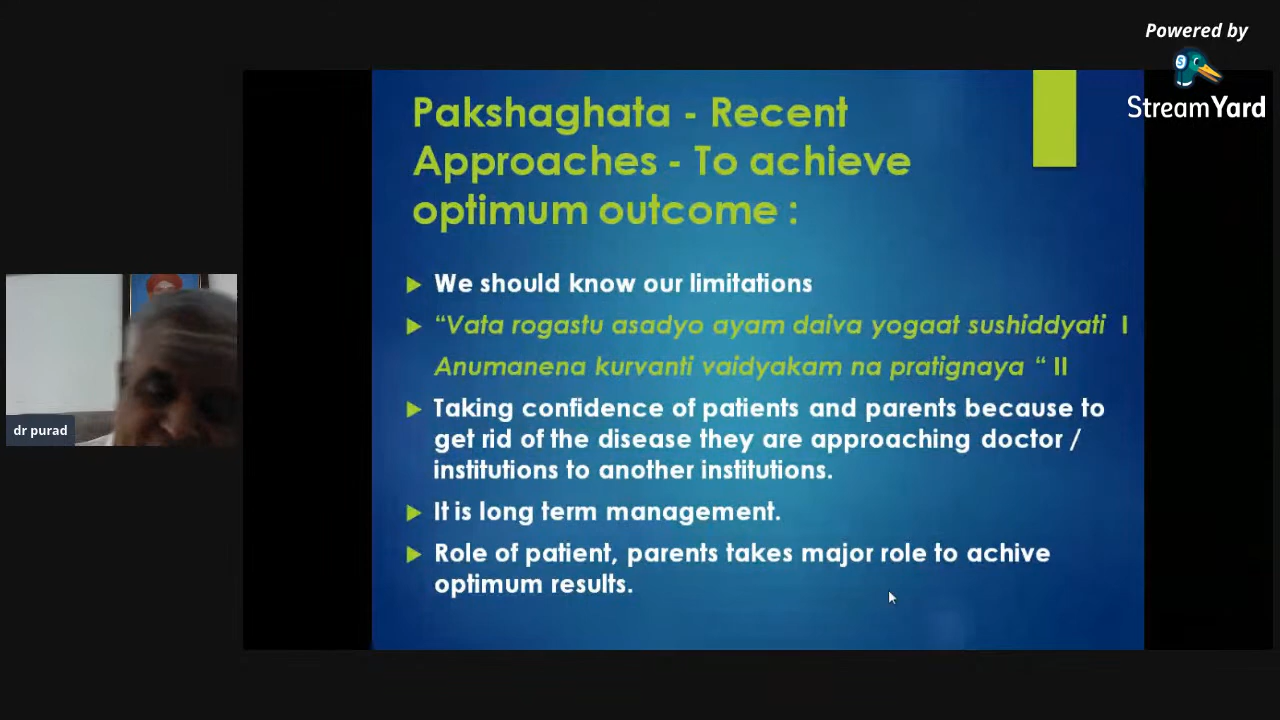 Powered by
StreamYard
Pakshaghata - Recent
Approaches - To achieve
optimum outcome :
We should know our limitations
“Vata rogastu asadyo ayam daiva yogaat sushiddyati I
Anumanena kurvanti vaidyakam na pratignaya “ II
Taking confidence of patients and parents because to
get rid of the disease they are approaching doctor /
institutions to another institutions.
It is long term management.
Role of patient, parents takes major role to achive
optimum results.
dr purad